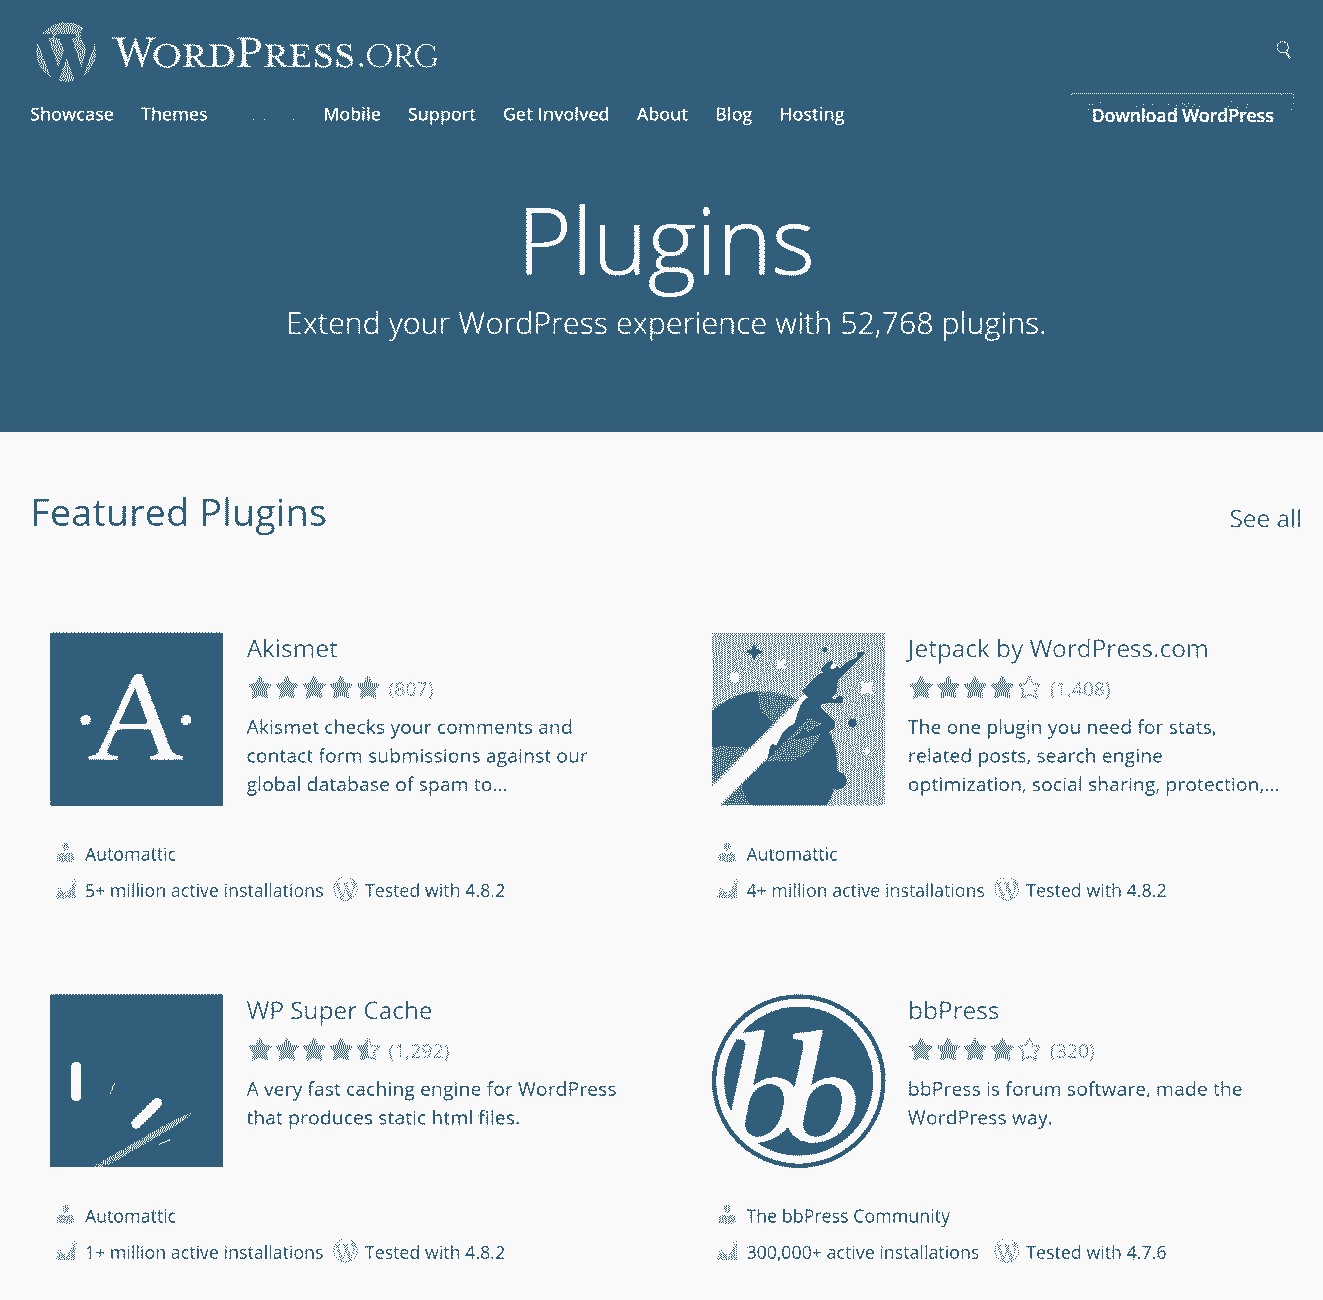 WORDPRESS.ORG
Showcase Themes Mobile Support Get Involved About Blog Hosting Download WordPress
Plugins
Extend your WordPress experience with 52,768 plugins.
Featured Plugins
See all
Akismet
(807)
Akismet checks your comments and
contact form submissions against our
global database of spam to...
Automattic
5+ million active installations Tested with 4.8.2
Jetpack by WordPress.com
(1,408)
The one plugin you need for stats,
related posts, search engine
optimization, social sharing, protection,...
Automattic
4+ million active installations Tested with 4.8.2
WP Super Cache
(1,292)
A very fast caching engine for WordPress
that produces static html files.
Automattic
1+ million active installations Tested with 4.8.2
bb
bbPress
(320)
bbPress is forum software, made the
WordPress way.
The bbPress Community
300,000+ active installations Tested with 4.7.6